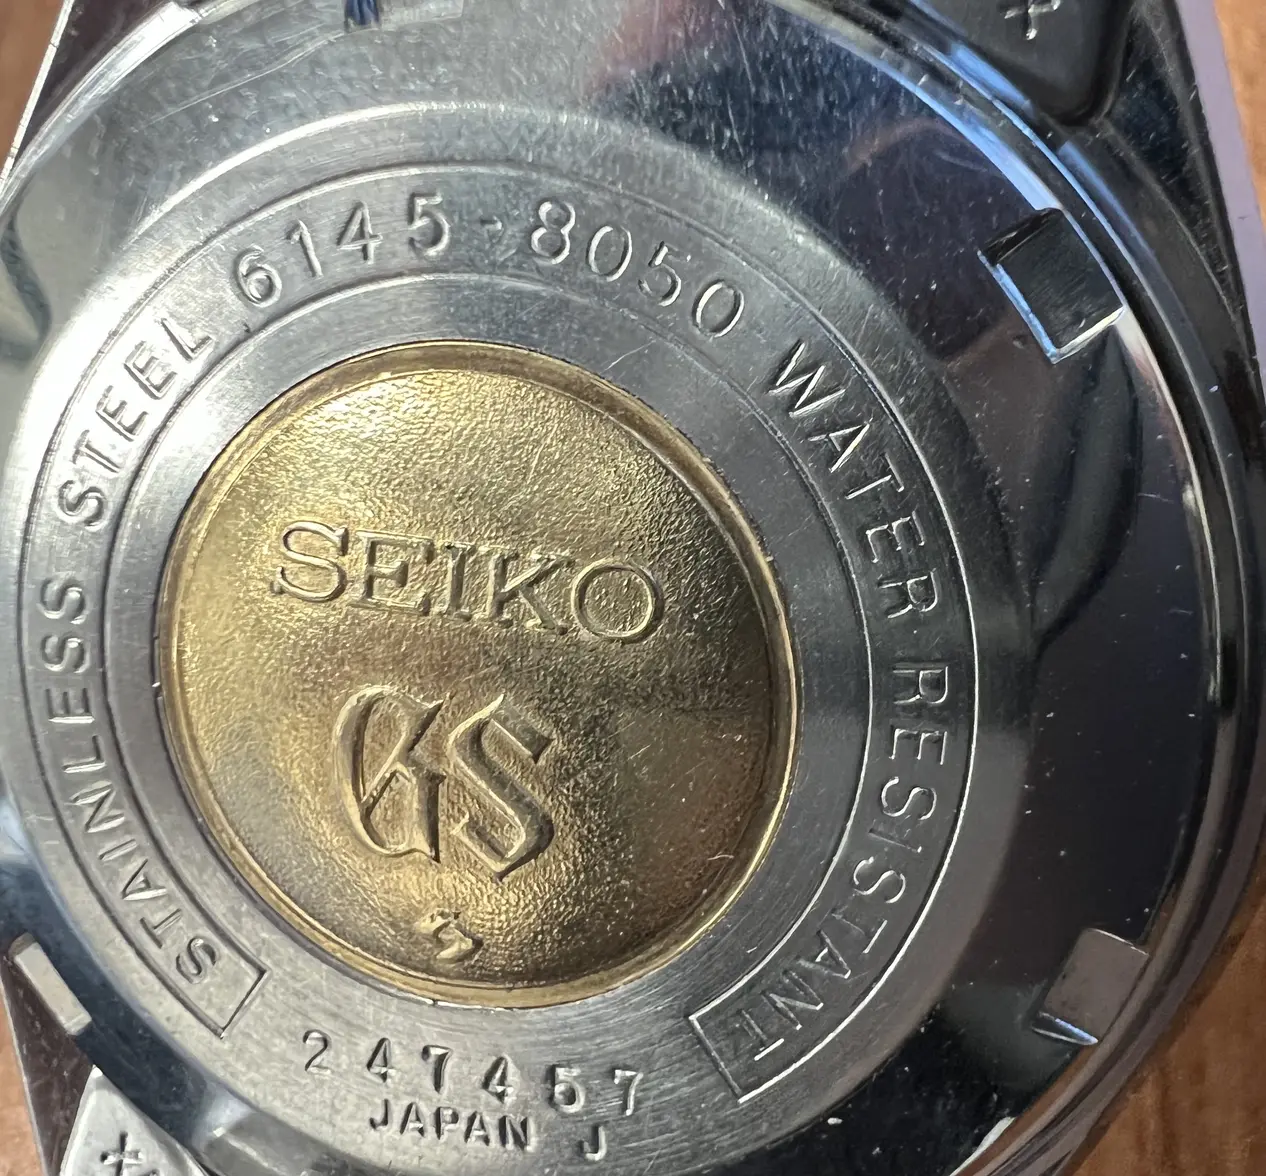 STAINLESS STEEL 6145-8050 WATER RESISTANT
SEIKO
GS
247457
JAPAN J